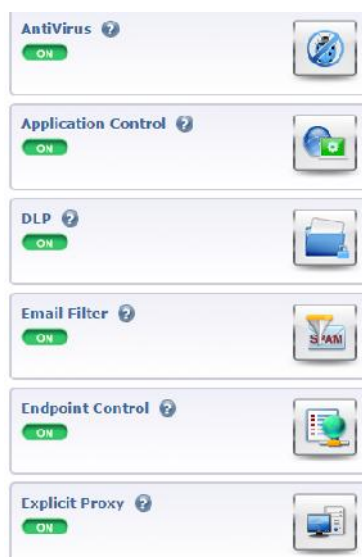 AntiVirus
ON
Application Control
ON
DLP
ON
Email Filter
ON
SPAM
Endpoint Control
ON
Explicit Proxy
ON